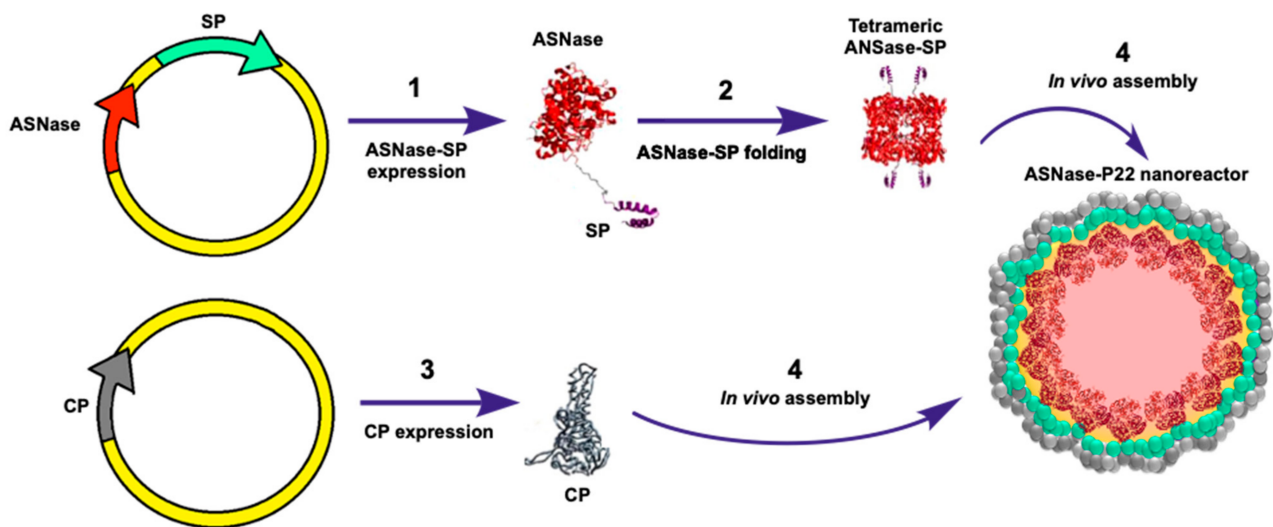 SP
ASNase
1
ASNase-SP
expression
ASNase
SP
2
ASNase-SP folding
Tetrameric
ANSase-SP
4
In vivo assembly
ASNase-P22 nanoreactor
CP
3
CP expression
CP
4
In vivo assembly